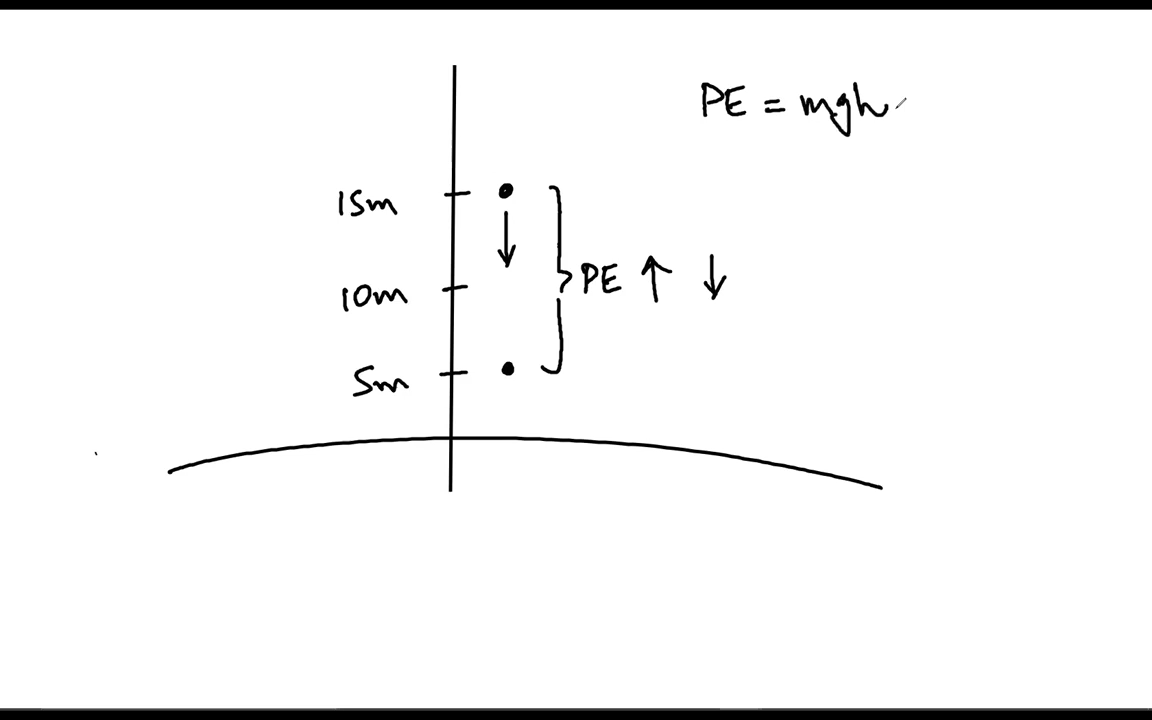 PE = mgh
15m
PE ↑ ↓
10m
5m